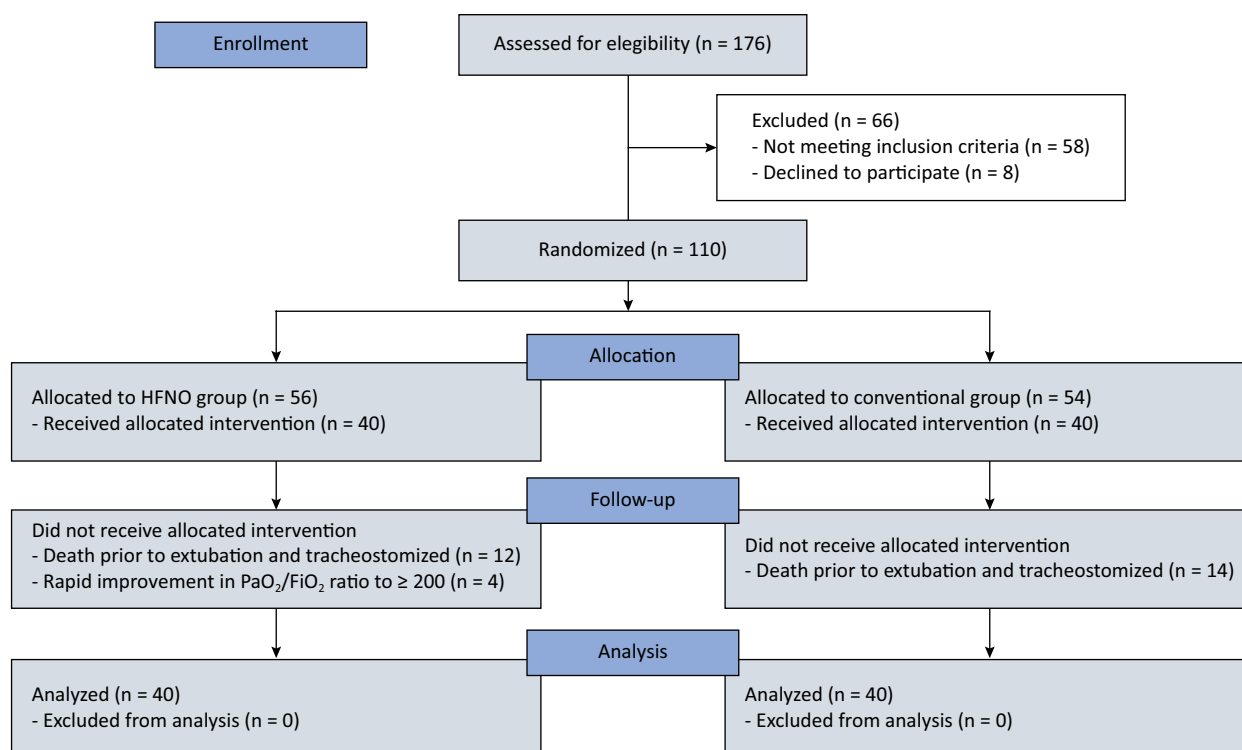 Enrollment
Assessed for elegibility (n = 176)
Excluded (n = 66)
- Not meeting inclusion criteria (n = 58)
- Declined to participate (n = 8)
Randomized (n = 110)
Allocation
Allocated to HFNO group (n = 56)
- Received allocated intervention (n = 40)
Allocated to conventional group (n = 54)
- Received allocated intervention (n = 40)
Follow-up
Did not receive allocated intervention
- Death prior to extubation and tracheostomized (n = 12)
- Rapid improvement in PaO₂/FiO₂ ratio to ≥ 200 (n = 4)
Did not receive allocated intervention
- Death prior to extubation and tracheostomized (n = 14)
Analysis
Analyzed (n = 40)
- Excluded from analysis (n = 0)
Analyzed (n = 40)
- Excluded from analysis (n = 0)